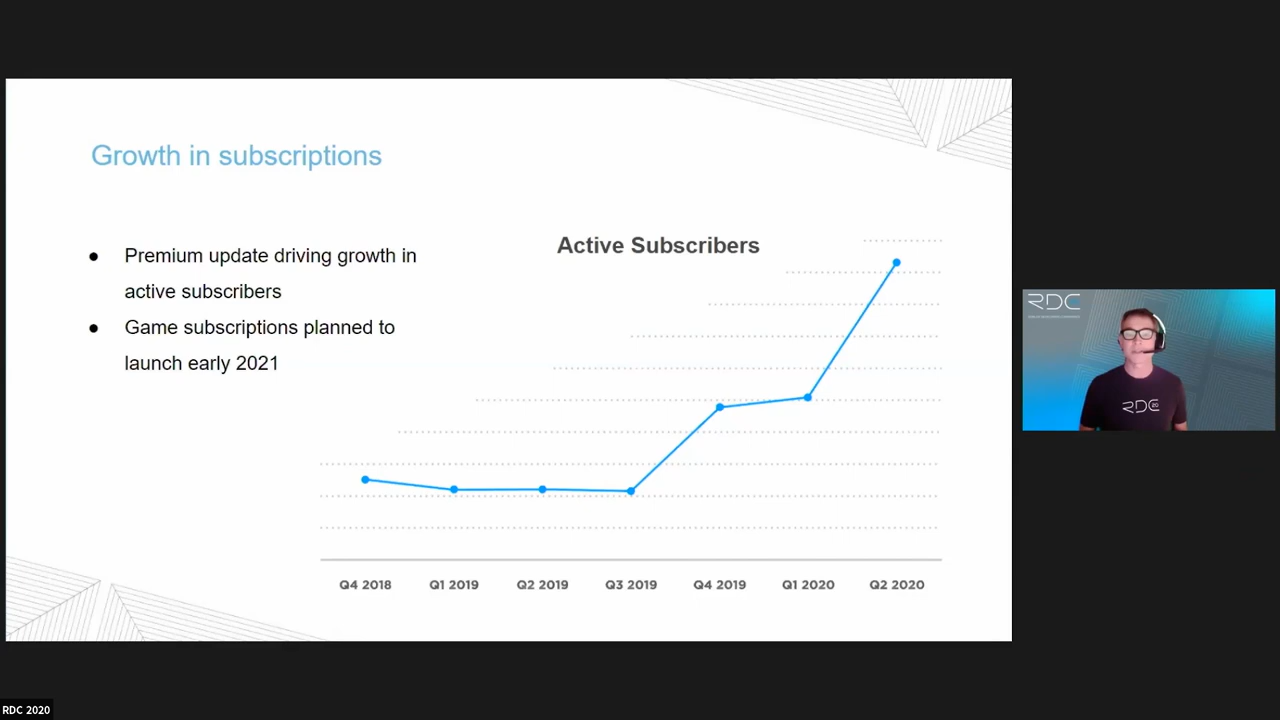 Growth in subscriptions
● Premium update driving growth in
active subscribers
● Game subscriptions planned to
launch early 2021
Active Subscribers
Q4 2018 Q1 2019 Q2 2019 Q3 2019 Q4 2019 Q1 2020 Q2 2020
RDC
RDC
RDC 2020